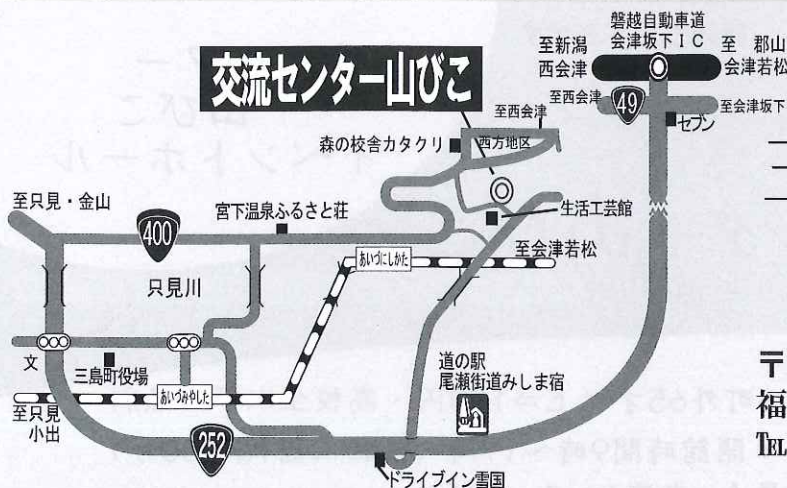 磐越自動車道
会津坂下IC
至新潟
西会津
至 郡山
会津若松
交流センター山びこ
至西会津
49
至会津坂下
セブン
至西会津
森の校舎カタクリ
西方地区
至只見・金山
宮下温泉ふるさと荘
生活工芸館
400
あいづにしかた
至会津若松
只見川
文
三島町役場
道の駅
尾瀬街道みしま宿
あいづみやした
至只見
小出
252
ドライブイン雪国
〒
福
TEL